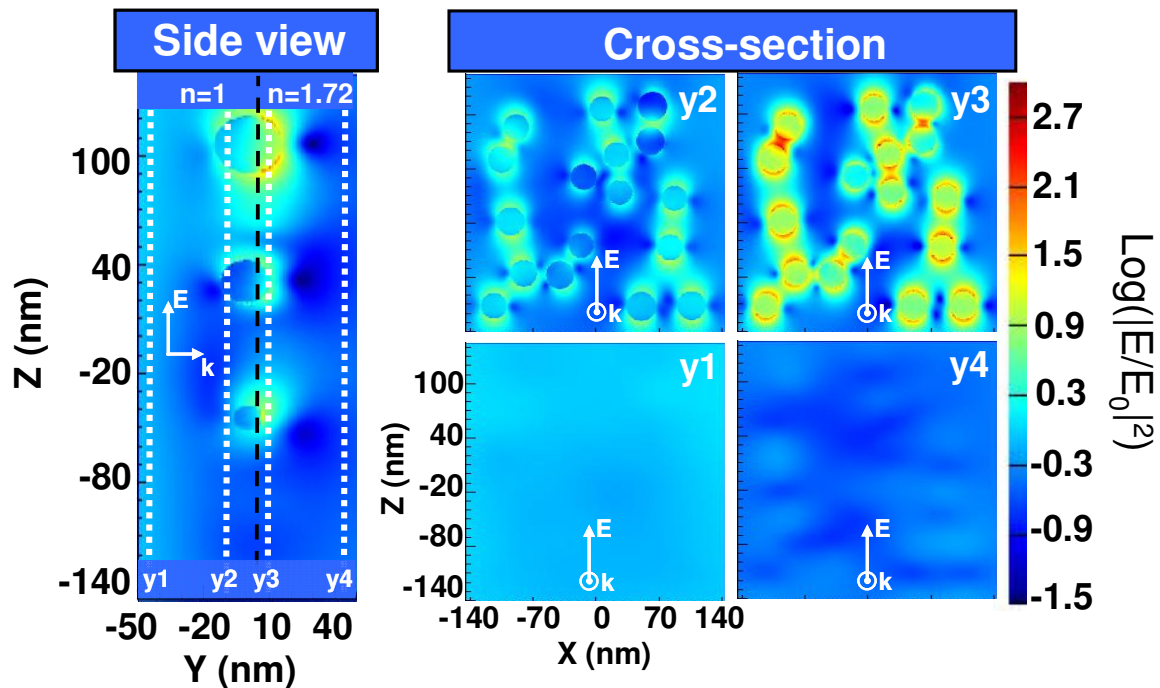 Side view
n=1 n=1.72
Z (nm)
100
40
-20
-80
-140
E
k
y1 y2 y3 y4
-50 -20 10 40
Y (nm)
Cross-section
y2
E
k
y3
E
k
y1
E
k
y4
E
k
Z (nm)
100
40
-20
-80
-140
-140 -70 0 70 140
X (nm)
2.7
2.1
1.5
0.9
0.3
-0.3
-0.9
-1.5
Log(|E/E₀|²)